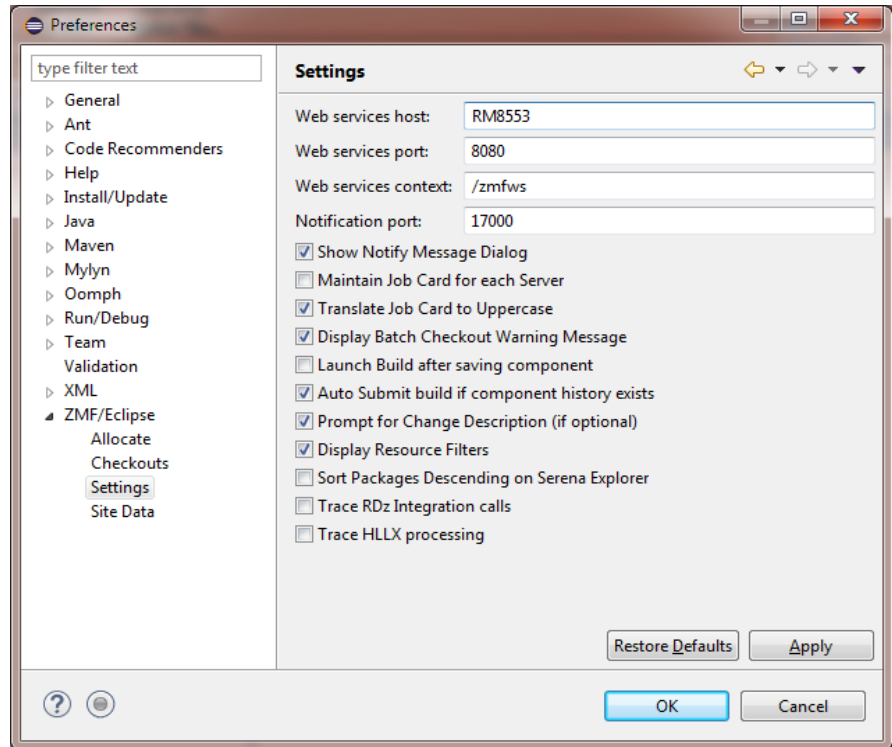 Preferences
type filter text
General
Ant
Code Recommenders
Help
Install/Update
Java
Maven
Mylyn
Oomph
Run/Debug
Team
Validation
XML
ZMF/Eclipse
Allocate
Checkouts
Settings
Site Data
Settings
Web services host: RM8553
Web services port: 8080
Web services context: /zmfws
Notification port: 17000
Show Notify Message Dialog
Maintain Job Card for each Server
Translate Job Card to Uppercase
Display Batch Checkout Warning Message
Launch Build after saving component
Auto Submit build if component history exists
Prompt for Change Description (if optional)
Display Resource Filters
Sort Packages Descending on Serena Explorer
Trace RDz Integration calls
Trace HLLX processing
Restore Defaults Apply
? OK Cancel